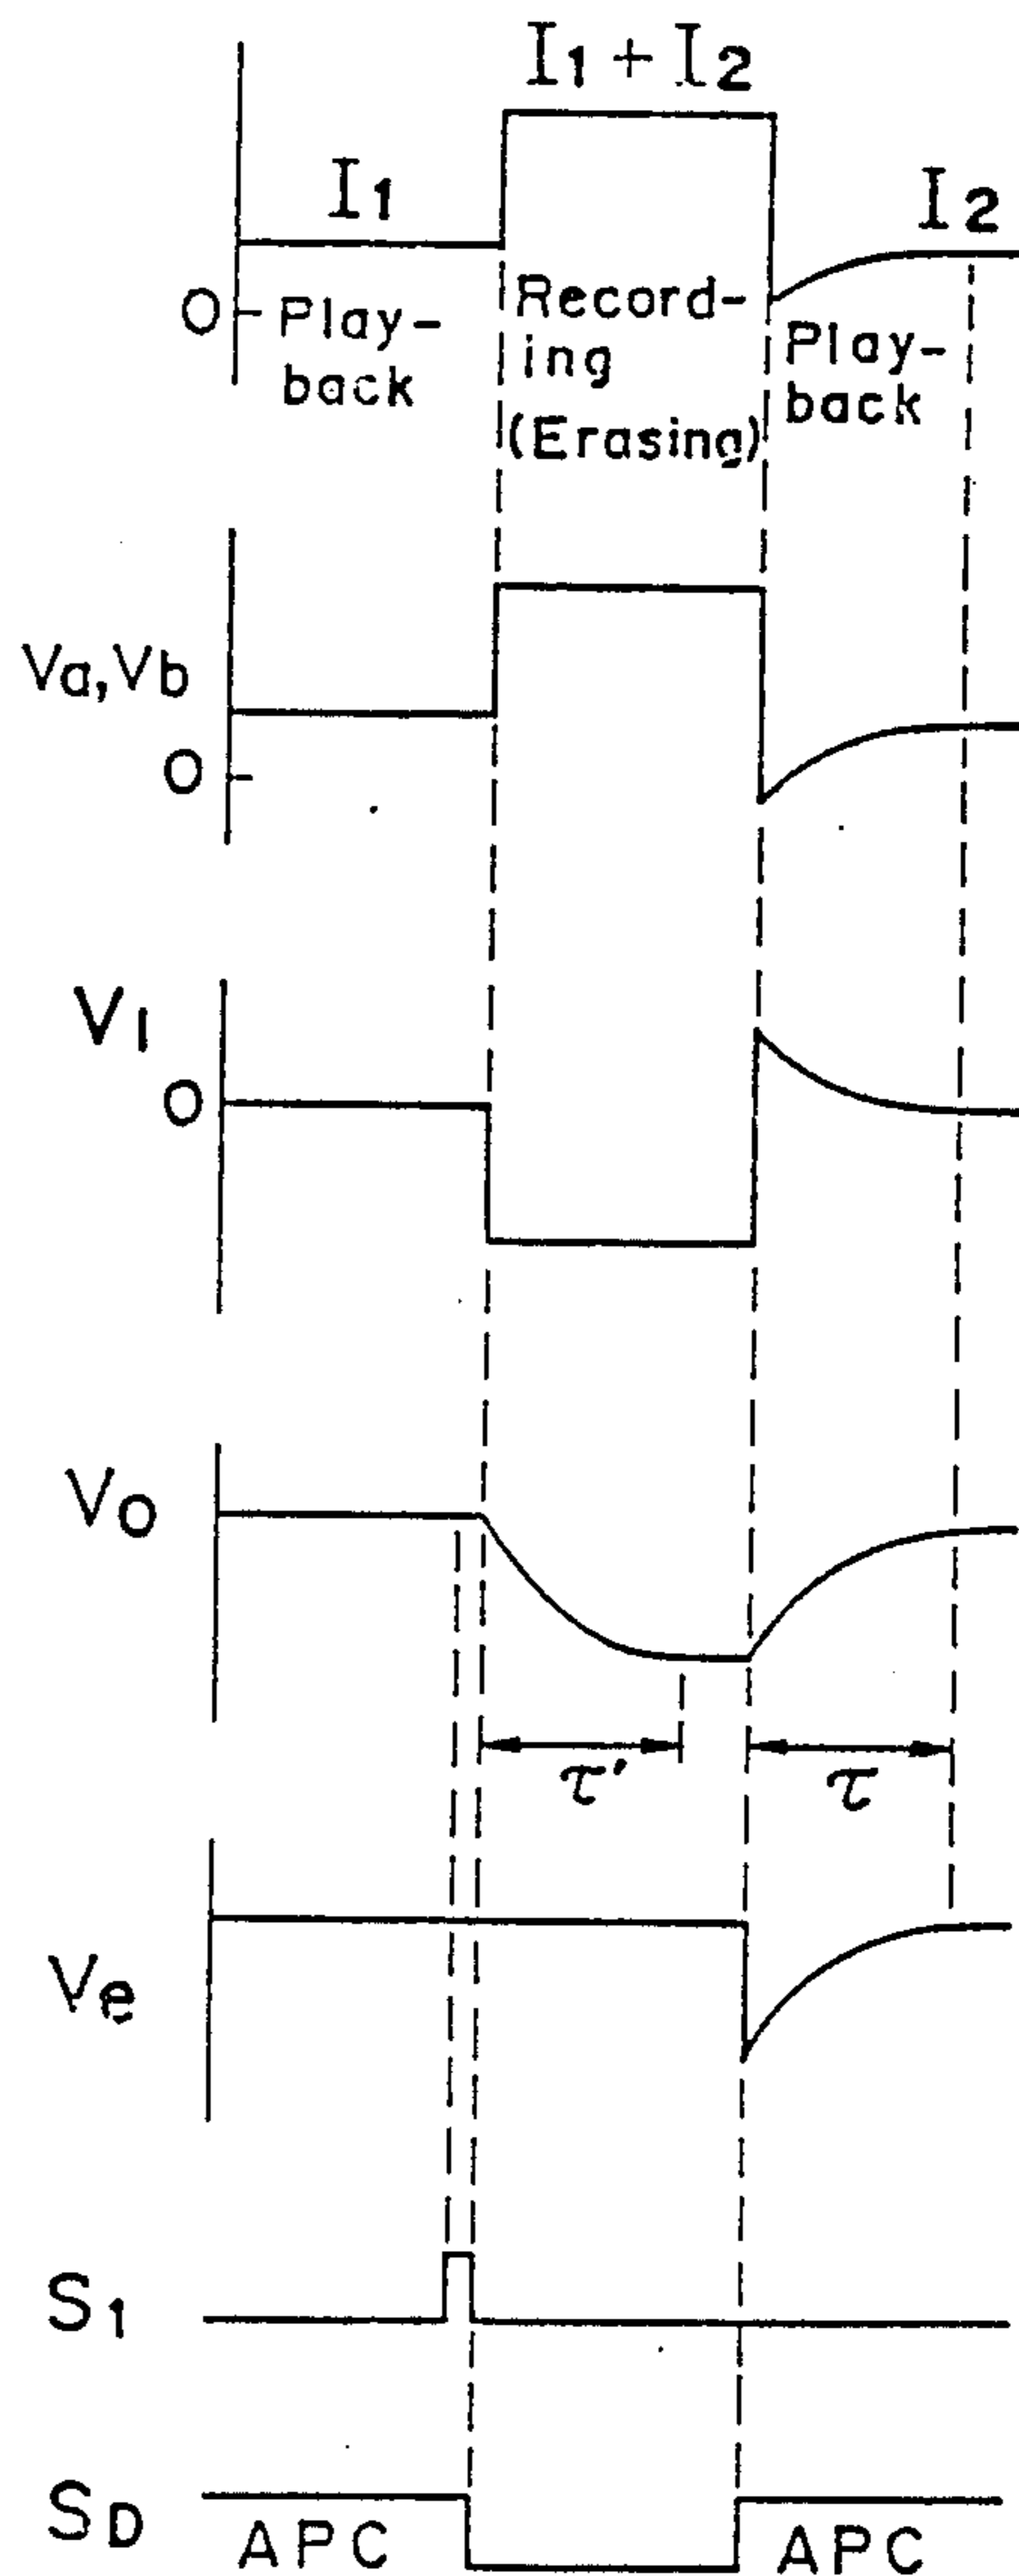 I1 + I2
I1
I2
0
Play-
back
Record-
ing
(Erasing)
Play-
back
Va, Vb
0
V1
0
Vo
τ'
τ
Ve
S1
SD
APC
APC